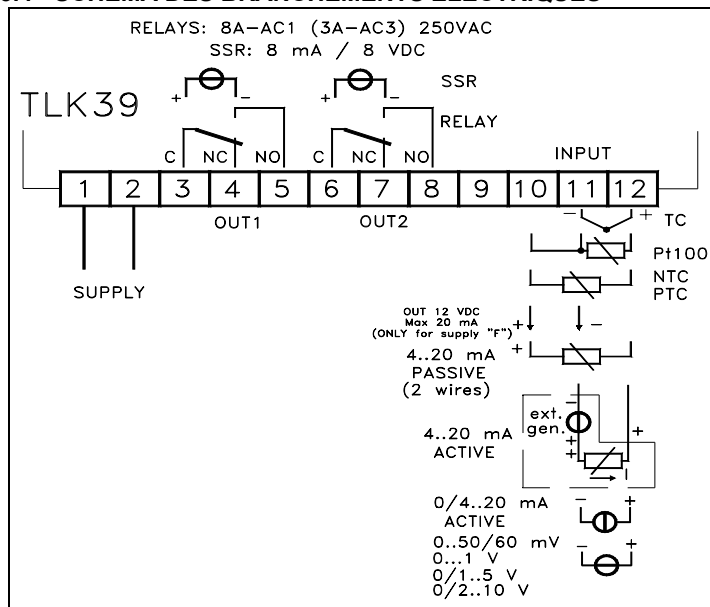 RELAYS: 8A-AC1 (3A-AC3) 250VAC
SSR: 8 mA / 8 VDC
TLK39
+ - + - SSR
RELAY
C NC NO C NC NO INPUT
1 2 3 4 5 6 7 8 9 10 11 12
OUT1 OUT2
- + TC
SUPPLY
Pt100
NTC
PTC
OUT 12 VDC
Max 20 mA
(ONLY for supply "F")
+ -
4..20 mA
PASSIVE
(2 wires)
+
4..20 mA
ACTIVE
-
ext.
gen.
+
+
+
I
0/4..20 mA
ACTIVE
- +
0..50/60 mV
0...1 V
0/1..5 V
0/2..10 V
- +